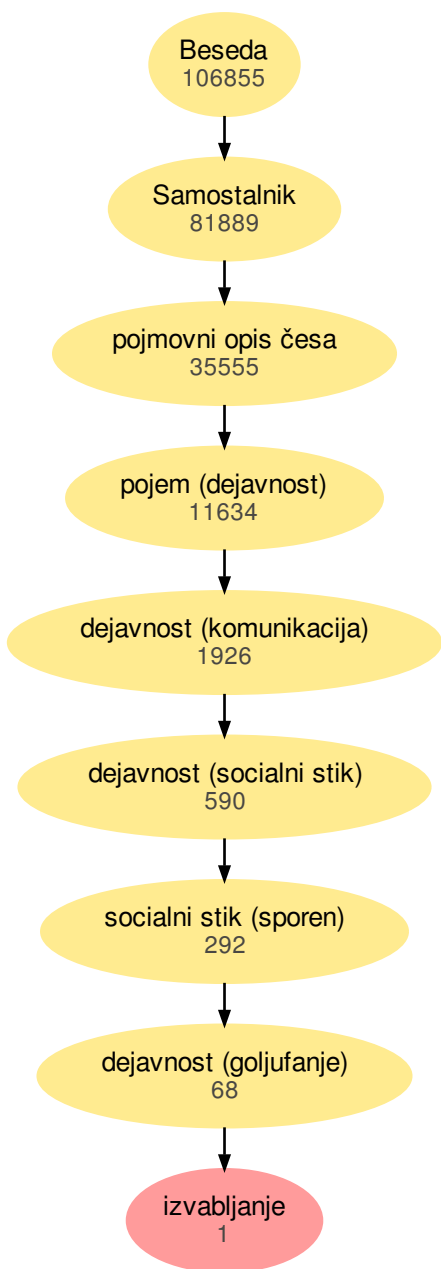 Beseda
106855
Samostalnik
81889
pojmovni opis česa
35555
pojem (dejavnost)
11634
dejavnost (komunikacija)
1926
dejavnost (socialni stik)
590
socialni stik (sporen)
292
dejavnost (goljufanje)
68
izvabljanje
1